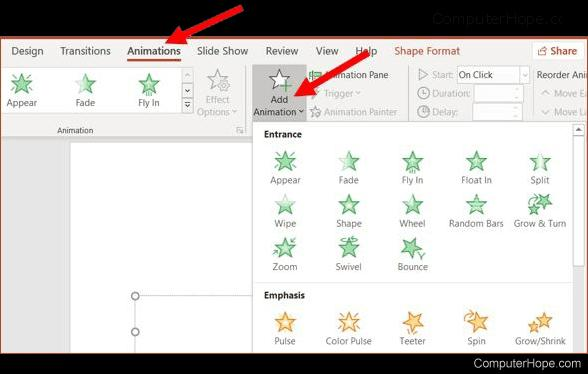 ComputerHope.c
Design Transitions Animations Slide Show Review View Help Shape Format Share
Appear Fade Fly In Effect Options Add Animation Animation Pane Trigger Animation Painter Start: On Click Duration: Delay: Reorder Ani Move Ea Move La
Animation
Entrance
Appear Fade Fly In Float In Split
Wipe Shape Wheel Random Bars Grow & Turn
Zoom Swivel Bounce
Emphasis
Pulse Color Pulse Teeter Spin Grow/Shrink
ComputerHope.com